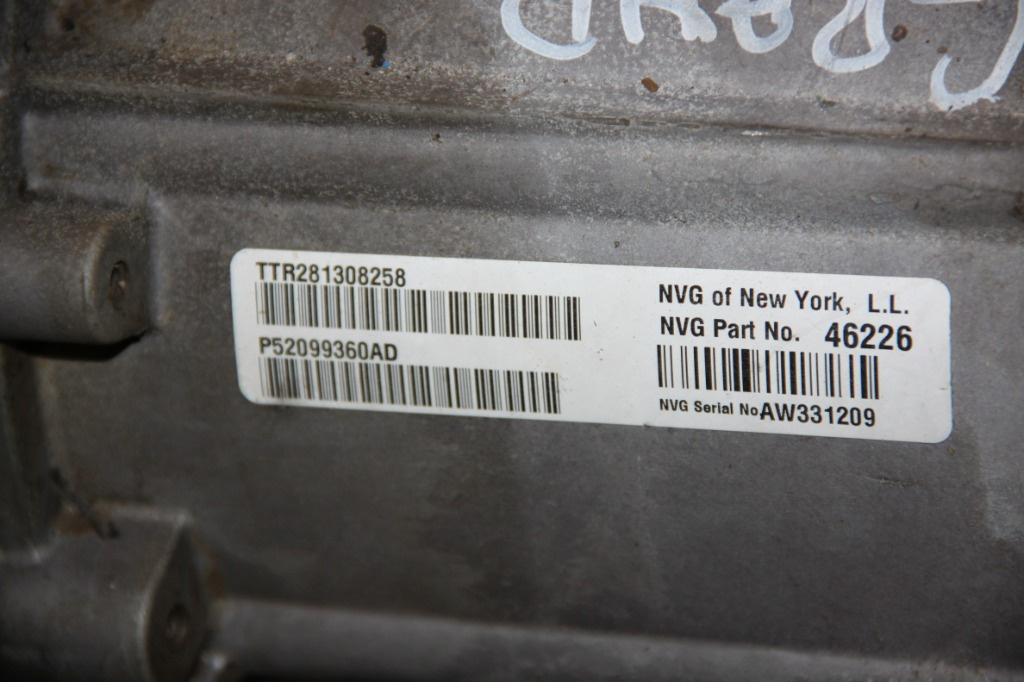 TTR281308258
P52099360AD
NVG of New York, L.L.
NVG Part No. 46226
NVG Serial No AW331209